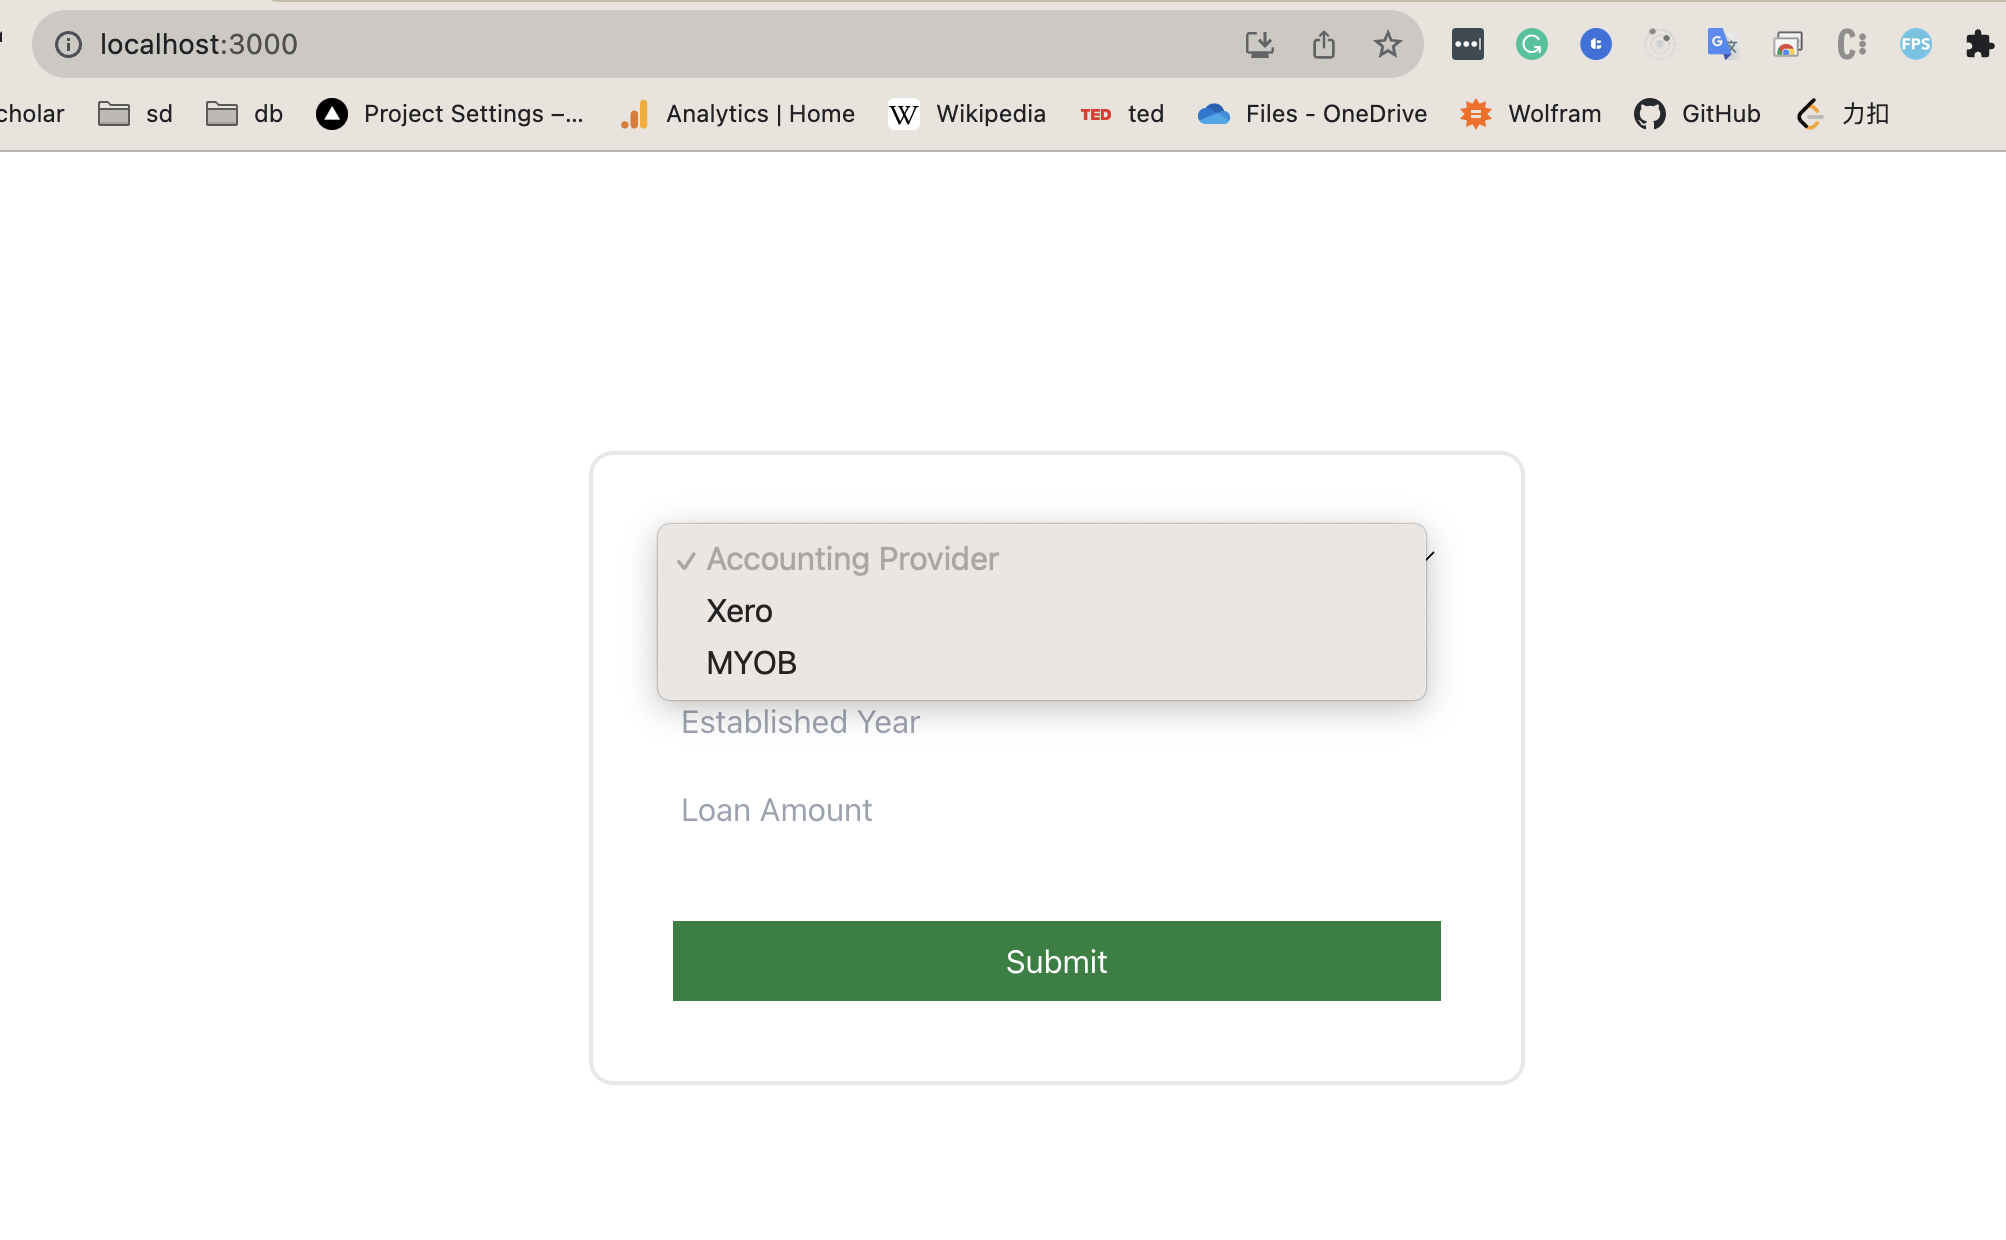 localhost:3000
cholar sd db Project Settings –... Analytics | Home W Wikipedia TED ted Files - OneDrive Wolfram GitHub 力扣
G FPS
✓ Accounting Provider
Xero
MYOB
Established Year
Loan Amount
Submit